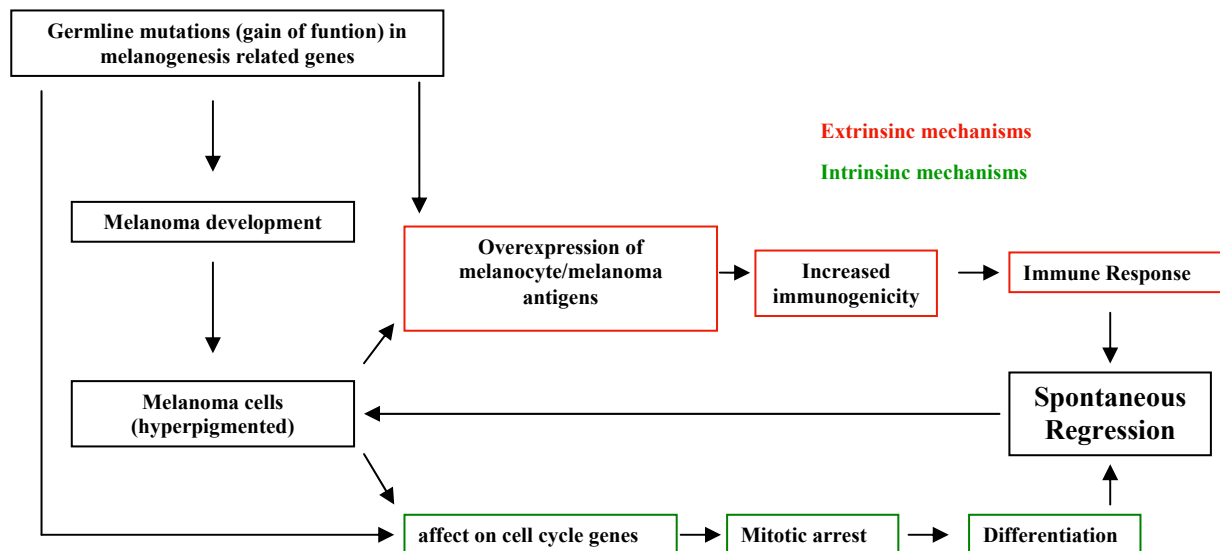 Germline mutations (gain of funtion) in
melanogenesis related genes
Extrinsinc mechanisms
Intrinsinc mechanisms
Melanoma development
Overexpression of
melanocyte/melanoma
antigens
Increased
immunogenicity
Immune Response
Melanoma cells
(hyperpigmented)
Spontaneous
Regression
affect on cell cycle genes
Mitotic arrest
Differentiation